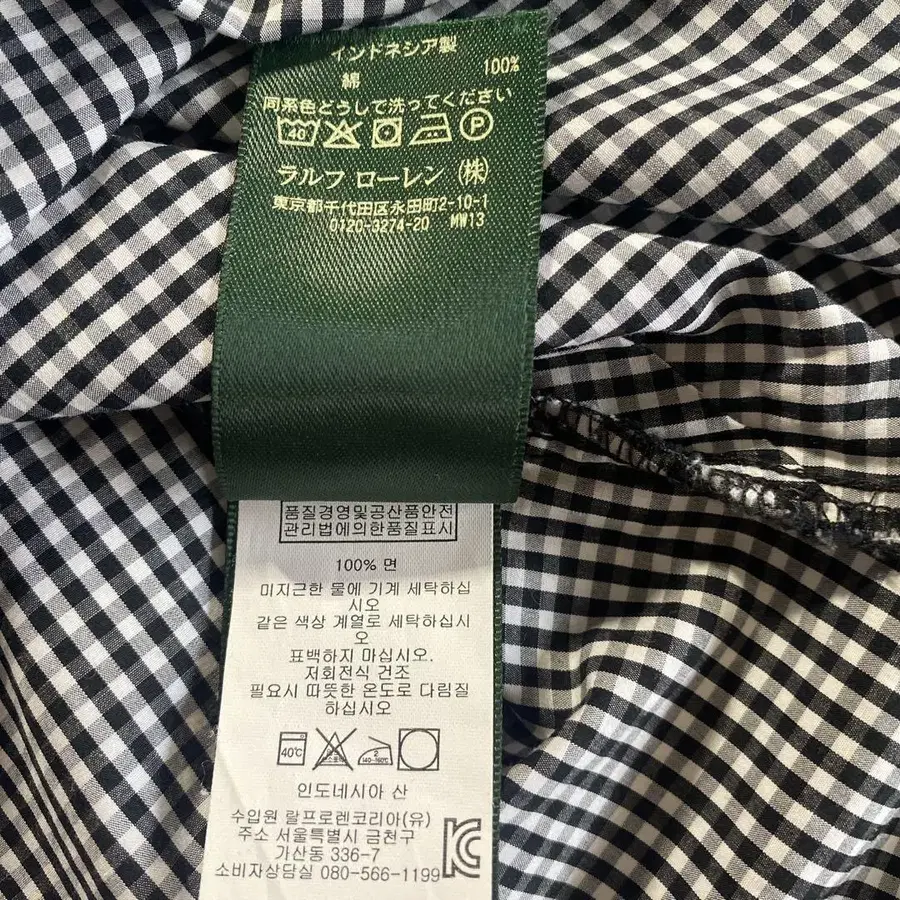 インドネシア製
綿 100%
同系色どうしで洗ってください
40 P
ラルフ ローレン (株)
東京都千代田区永田町2-10-1
0120-3274-20 MW13
품질경영및공산품안전
관리법에의한품질표시
100% 면
미지근한 물에 기계 세탁하십
시오
같은 색상 계열로 세탁하십시
오
표백하지 마십시오.
저회전식 건조
필요시 따뜻한 온도로 다림질
하십시오
40℃ 140-160℃
인도네시아 산
수입원 랄프로렌코리아(유)
주소 서울특별시 금천구
가산동 336-7
소비자상담실 080-566-1199